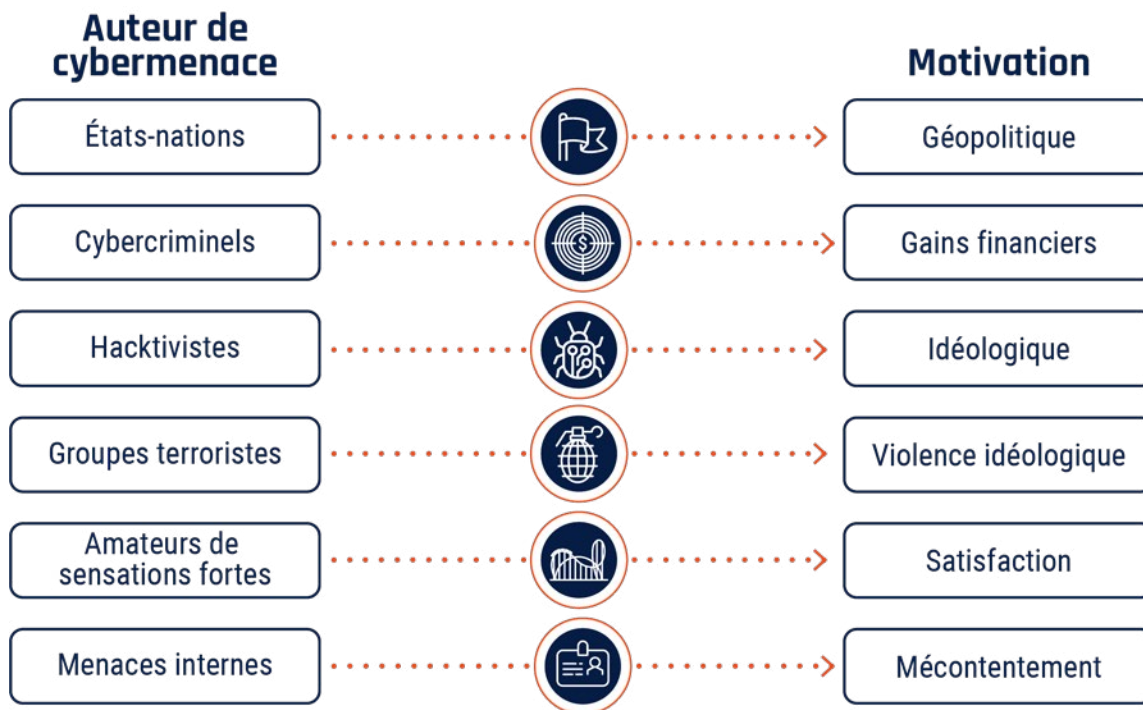 Auteur de
cybermenace
Motivation
États-nations
Géopolitique
Cybercriminels
$
Gains financiers
Hacktivistes
Idéologique
Groupes terroristes
Violence idéologique
Amateurs de
sensations fortes
Satisfaction
Menaces internes
Mécontentement